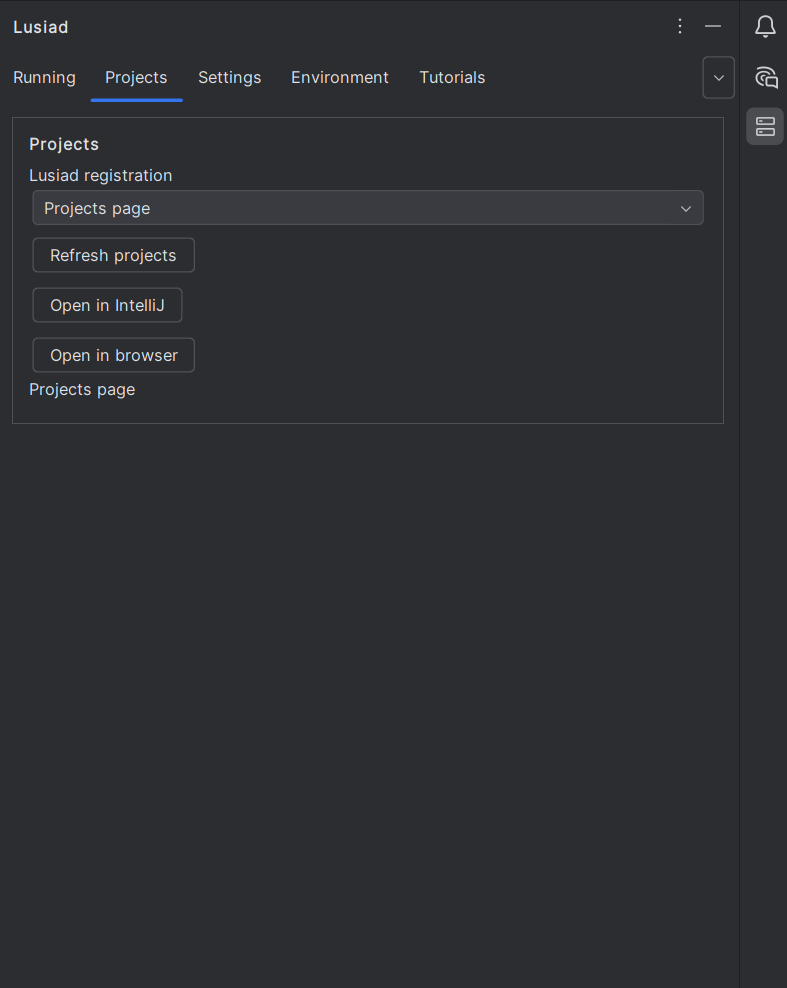 Lusiad
Running Projects Settings Environment Tutorials
Projects
Lusiad registration
Projects page
Refresh projects
Open in IntelliJ
Open in browser
Projects page